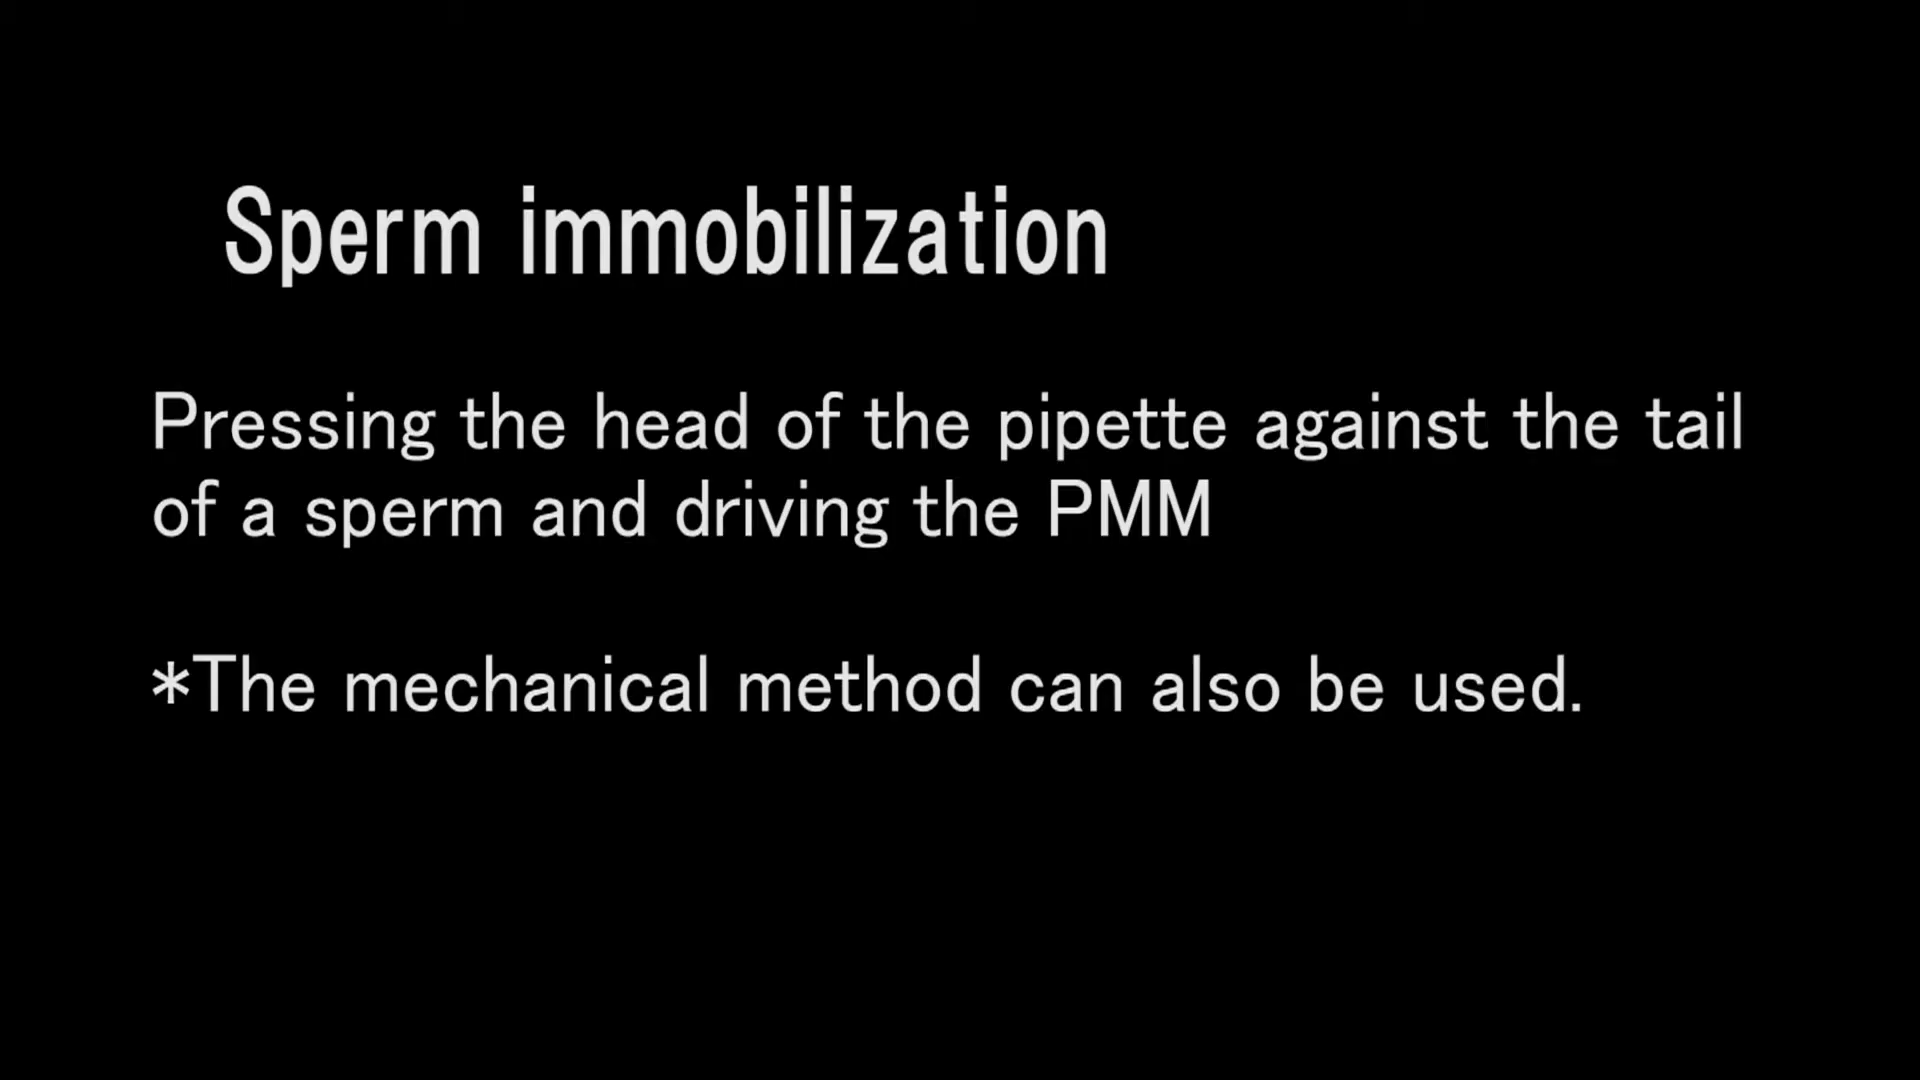 Sperm immobilization
Pressing the head of the pipette against the tail
of a sperm and driving the PMM
*The mechanical method can also be used.